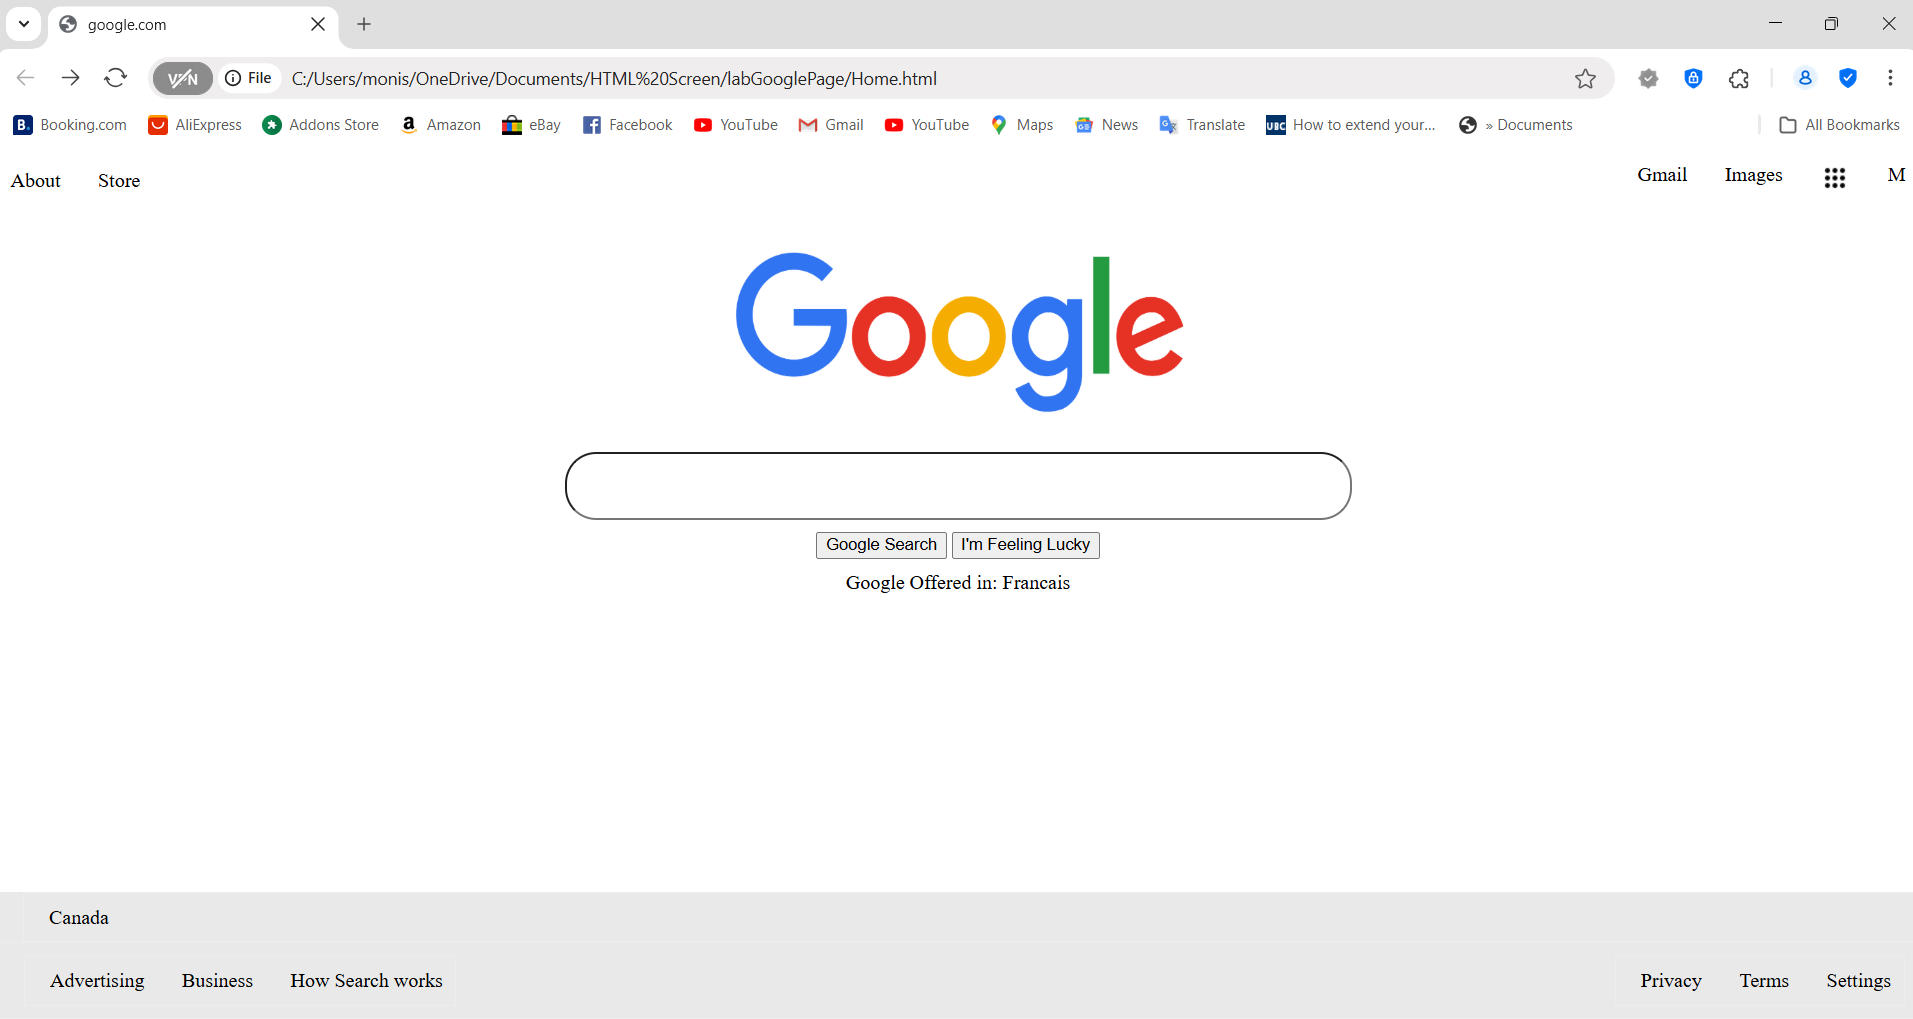 google.com
VPN File C:/Users/monis/OneDrive/Documents/HTML%20Screen/labGooglePage/Home.html
B. Booking.com AliExpress Addons Store a Amazon eBay Facebook YouTube Gmail YouTube Maps News Translate UBC How to extend your... » Documents All Bookmarks
About Store Gmail Images M
Google
Google Search I'm Feeling Lucky
Google Offered in: Francais
Canada
Advertising Business How Search works Privacy Terms Settings